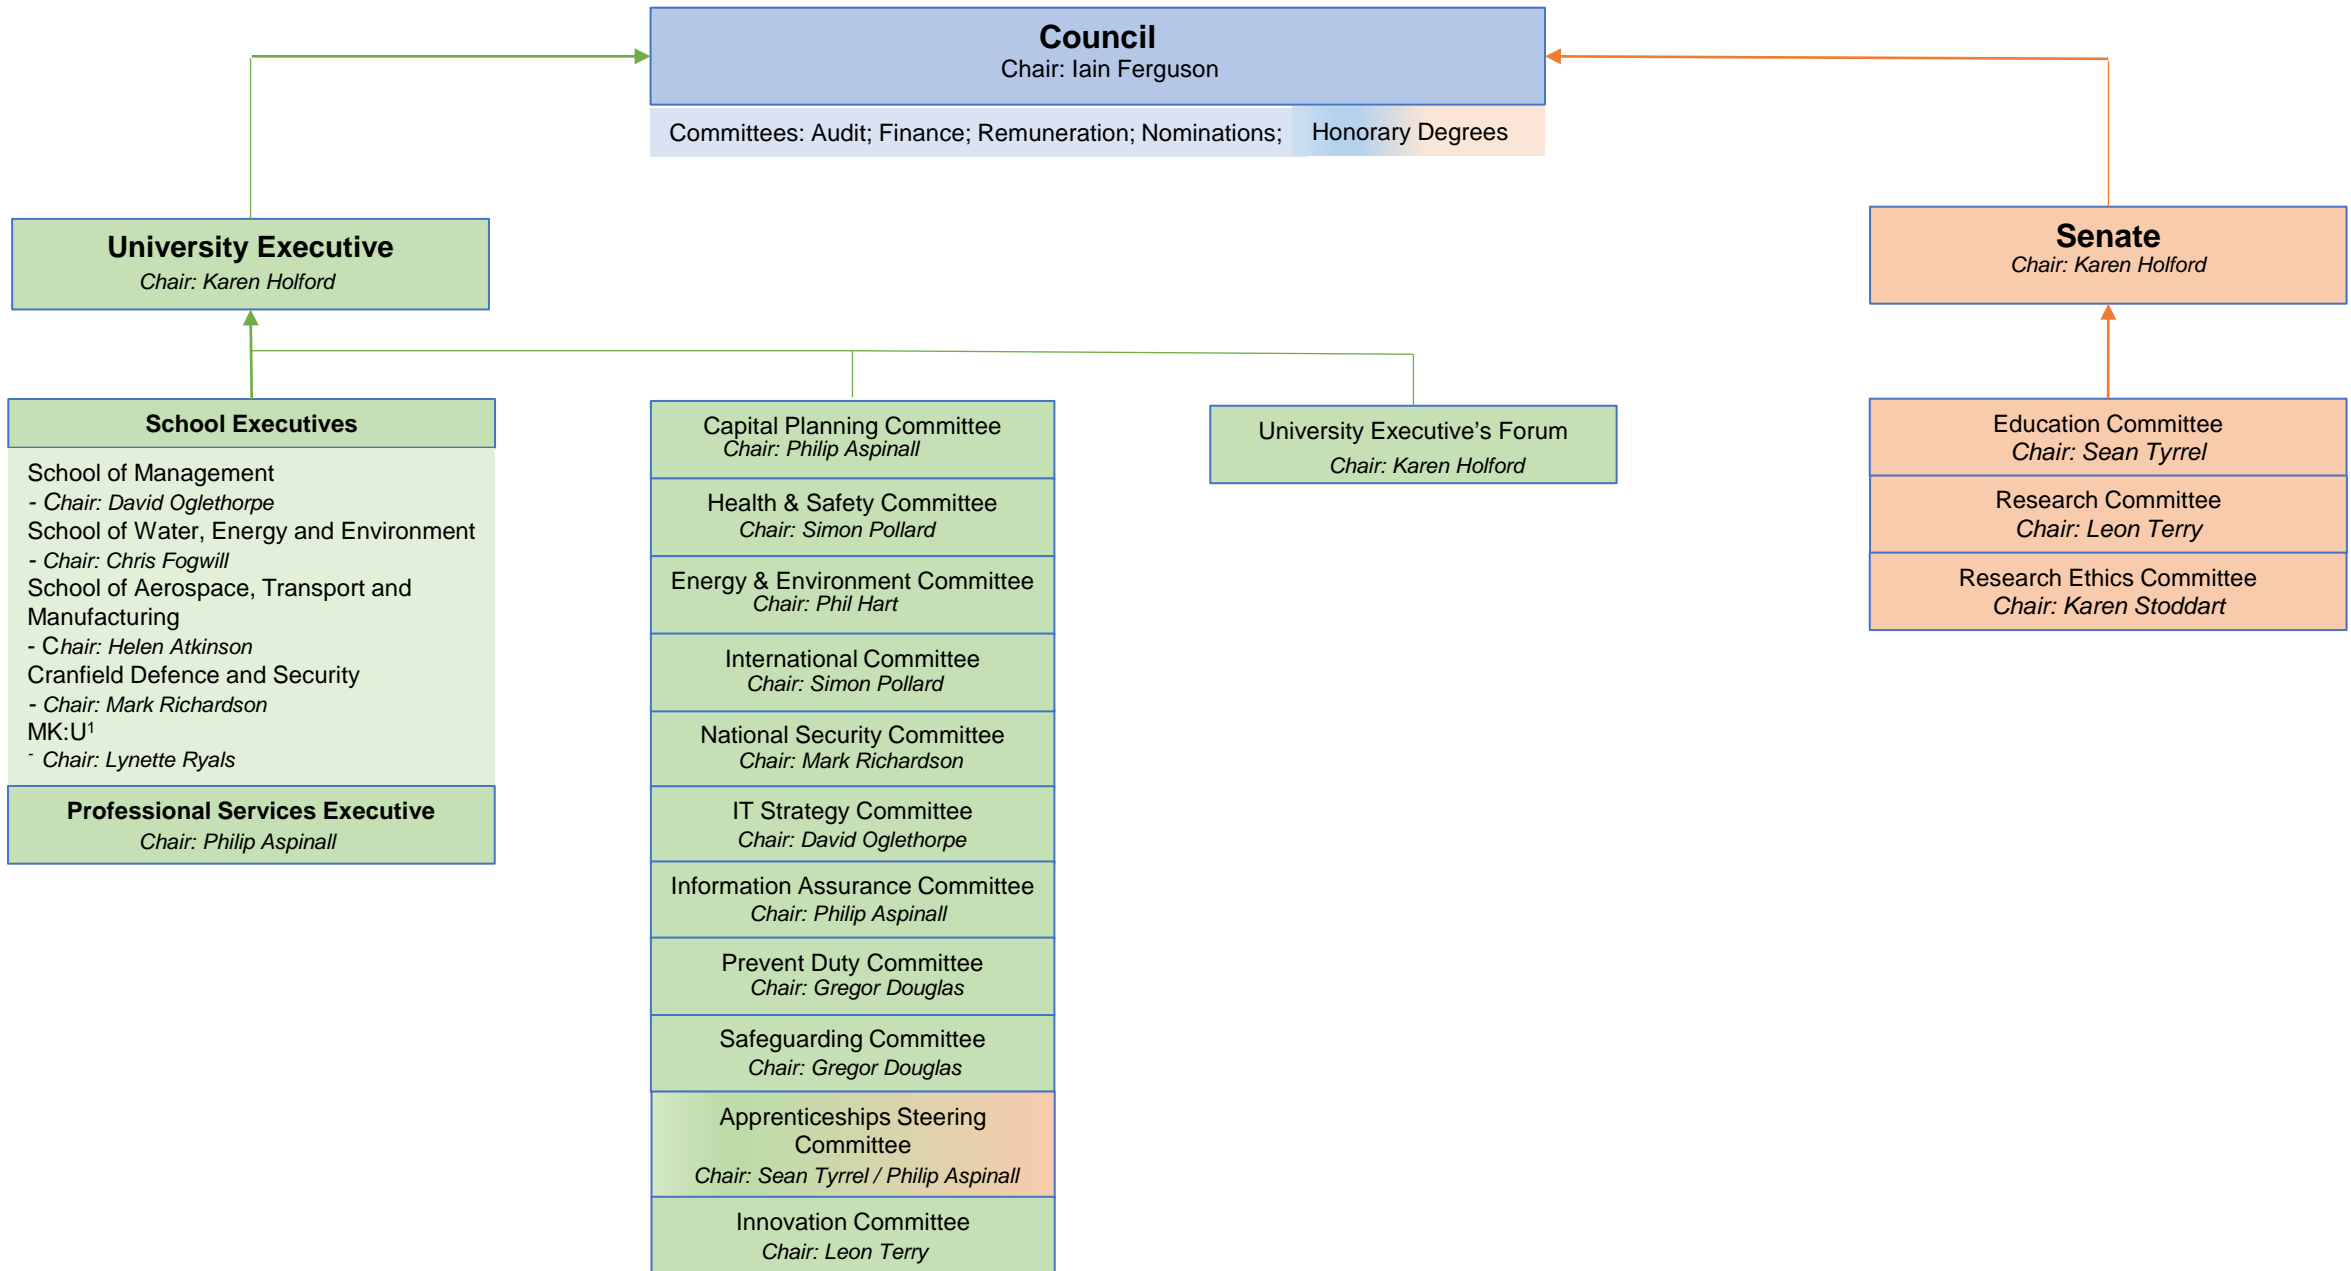 Council
Chair: Iain Ferguson
Committees: Audit; Finance; Remuneration; Nominations; Honorary Degrees
University Executive
Chair: Karen Holford
Senate
Chair: Karen Holford
School Executives
School of Management
- Chair: David Oglethorpe
School of Water, Energy and Environment
- Chair: Chris Fogwill
School of Aerospace, Transport and
Manufacturing
- Chair: Helen Atkinson
Cranfield Defence and Security
- Chair: Mark Richardson
MK:U¹
- Chair: Lynette Ryals
Professional Services Executive
Chair: Philip Aspinall
Capital Planning Committee
Chair: Philip Aspinall
Health & Safety Committee
Chair: Simon Pollard
Energy & Environment Committee
Chair: Phil Hart
International Committee
Chair: Simon Pollard
National Security Committee
Chair: Mark Richardson
IT Strategy Committee
Chair: David Oglethorpe
Information Assurance Committee
Chair: Philip Aspinall
Prevent Duty Committee
Chair: Gregor Douglas
Safeguarding Committee
Chair: Gregor Douglas
Apprenticeships Steering
Committee
Chair: Sean Tyrrel / Philip Aspinall
Innovation Committee
Chair: Leon Terry
University Executive’s Forum
Chair: Karen Holford
Education Committee
Chair: Sean Tyrrel
Research Committee
Chair: Leon Terry
Research Ethics Committee
Chair: Karen Stoddart